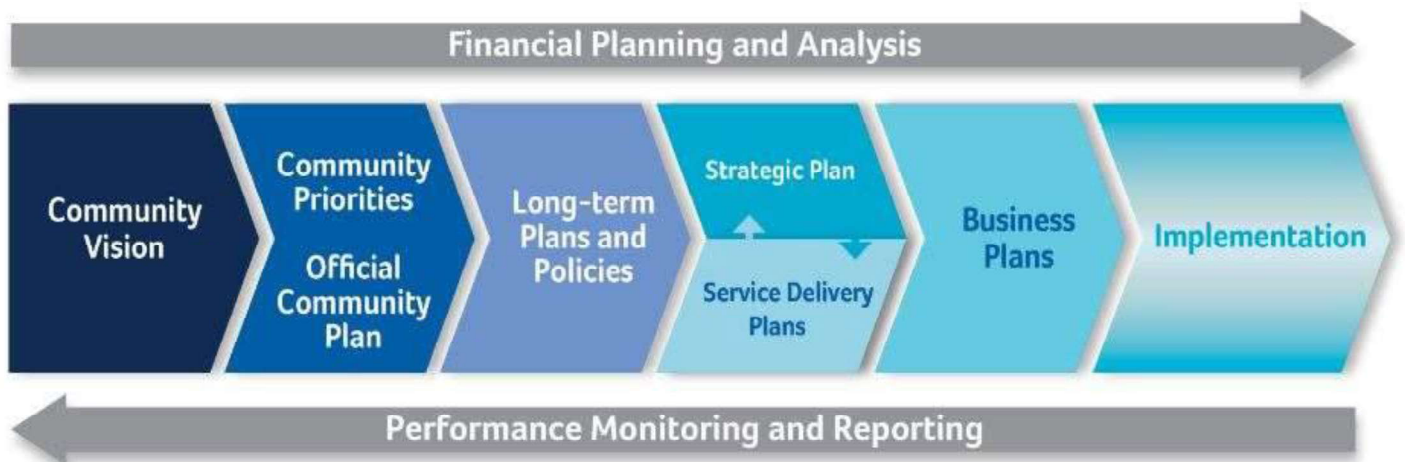 Financial Planning and Analysis
Community
Vision
Community
Priorities
Official
Community
Plan
Long-term
Plans and
Policies
Strategic Plan
Service Delivery
Plans
Business
Plans
Implementation
Performance Monitoring and Reporting